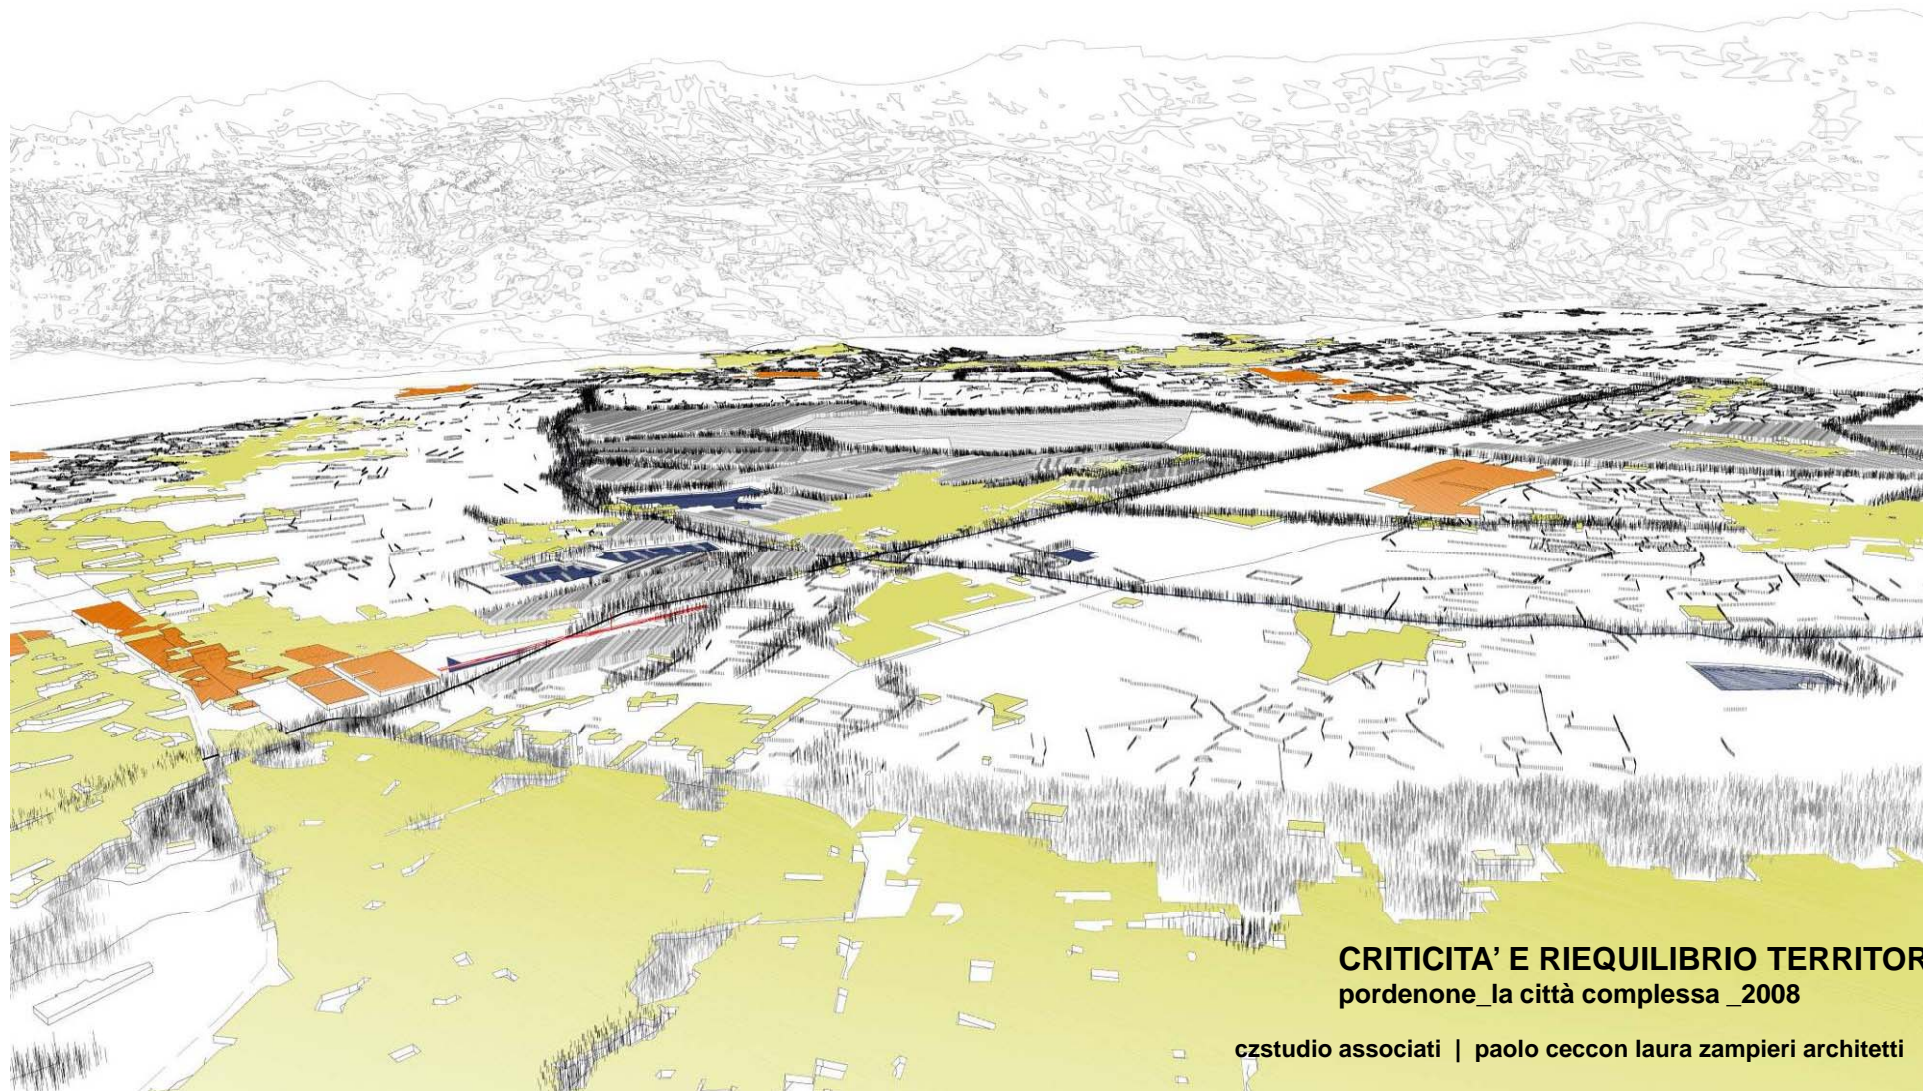 CRITICITA’ E RIEQUILIBRIO TERRITOR
pordenone_la città complessa _2008
czstudio associati | paolo ceccon laura zampieri architetti